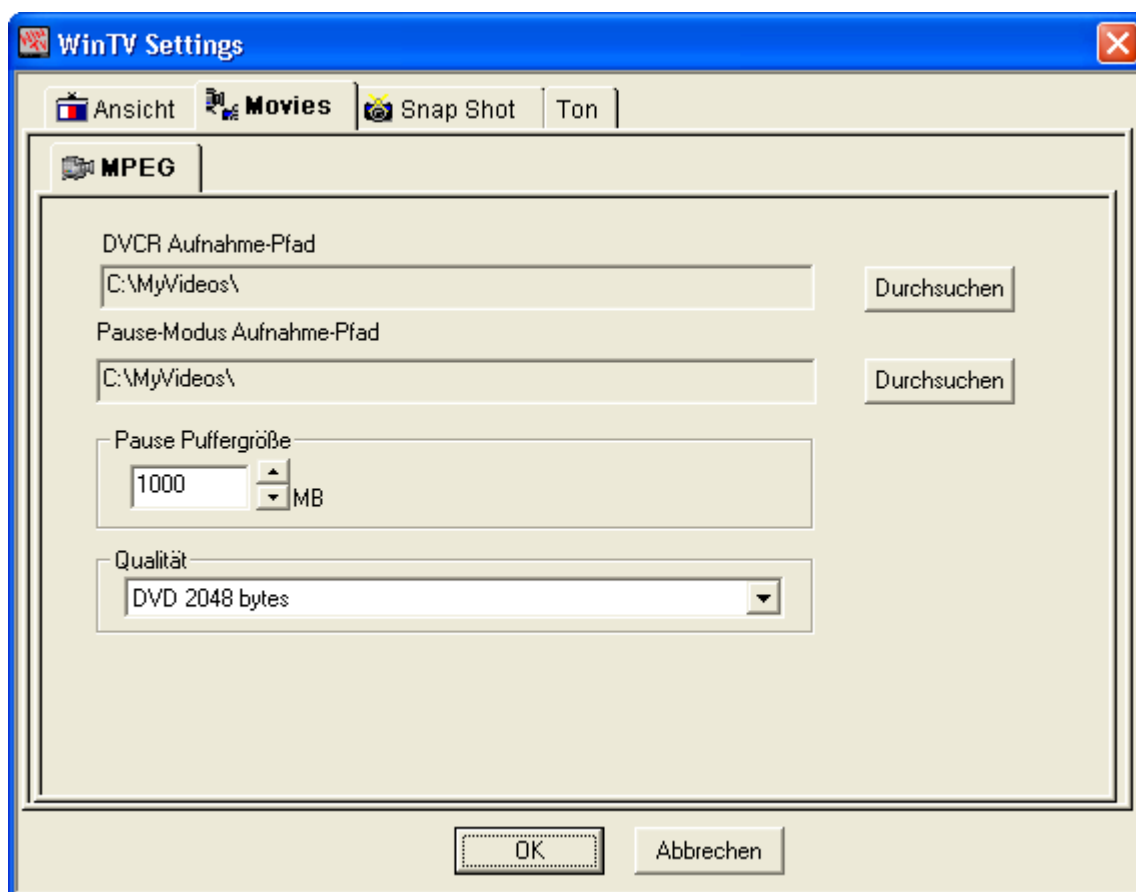 WinTV Settings
Ansicht Movies Snap Shot Ton
MPEG
DVCR Aufnahme-Pfad
C:\MyVideos\ Durchsuchen
Pause-Modus Aufnahme-Pfad
C:\MyVideos\ Durchsuchen
Pause Puffergröße
1000 MB
Qualität
DVD 2048 bytes
OK Abbrechen